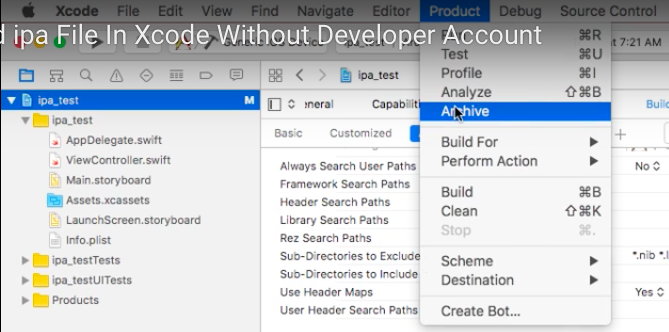 Xcode File Edit View Find Navigate Editor Product Debug Source Control
d ipa File In Xcode Without Developer Account
⌘R
7:21 AM
Test ⌘U
Profile ⌘I
Analyze ⇧⌘B
Archive
Build For
Perform Action
Build ⌘B
Clean ⇧⌘K
Stop ⌘.
Scheme
Destination
Create Bot...
ipa_test M
ipa_test
AppDelegate.swift
ViewController.swift
Main.storyboard
Assets.xcassets
LaunchScreen.storyboard
Info.plist
ipa_testTests
ipa_testUITests
Products
ipa_test
eneral Capabiliti Build
Basic Customized
Always Search User Paths No
Framework Search Paths
Header Search Paths
Library Search Paths
Rez Search Paths
Sub-Directories to Exclude *.nib *.l
Sub-Directories to Include
Use Header Maps Yes
User Header Search Paths